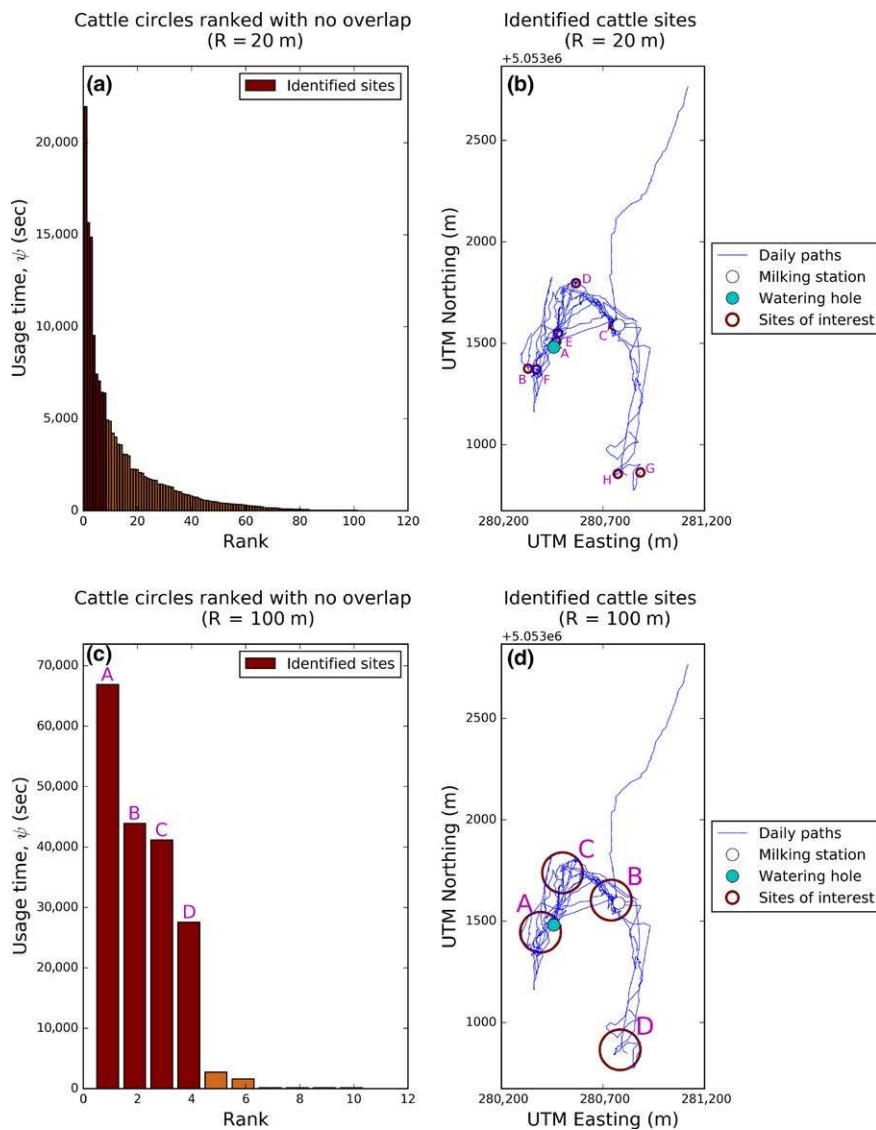 Cattle circles ranked with no overlap
(R = 20 m)
(a)
Identified sites
Usage time, ψ (sec)
20,000
15,000
10,000
5,000
0
0 20 40 60 80 100 120
Rank
Identified cattle sites
(R = 20 m)
+5.053e6
(b)
UTM Northing (m)
2500
2000
1500
1000
D
E
A
C
B
F
H
G
280,200 280,700 281,200
UTM Easting (m)
Daily paths
Milking station
Watering hole
Sites of interest
Cattle circles ranked with no overlap
(R = 100 m)
(c)
Identified sites
Usage time, ψ (sec)
70,000
60,000
50,000
40,000
30,000
20,000
10,000
0
A
B
C
D
0 2 4 6 8 10 12
Rank
Identified cattle sites
(R = 100 m)
+5.053e6
(d)
UTM Northing (m)
2500
2000
1500
1000
C
B
A
D
280,200 280,700 281,200
UTM Easting (m)
Daily paths
Milking station
Watering hole
Sites of interest